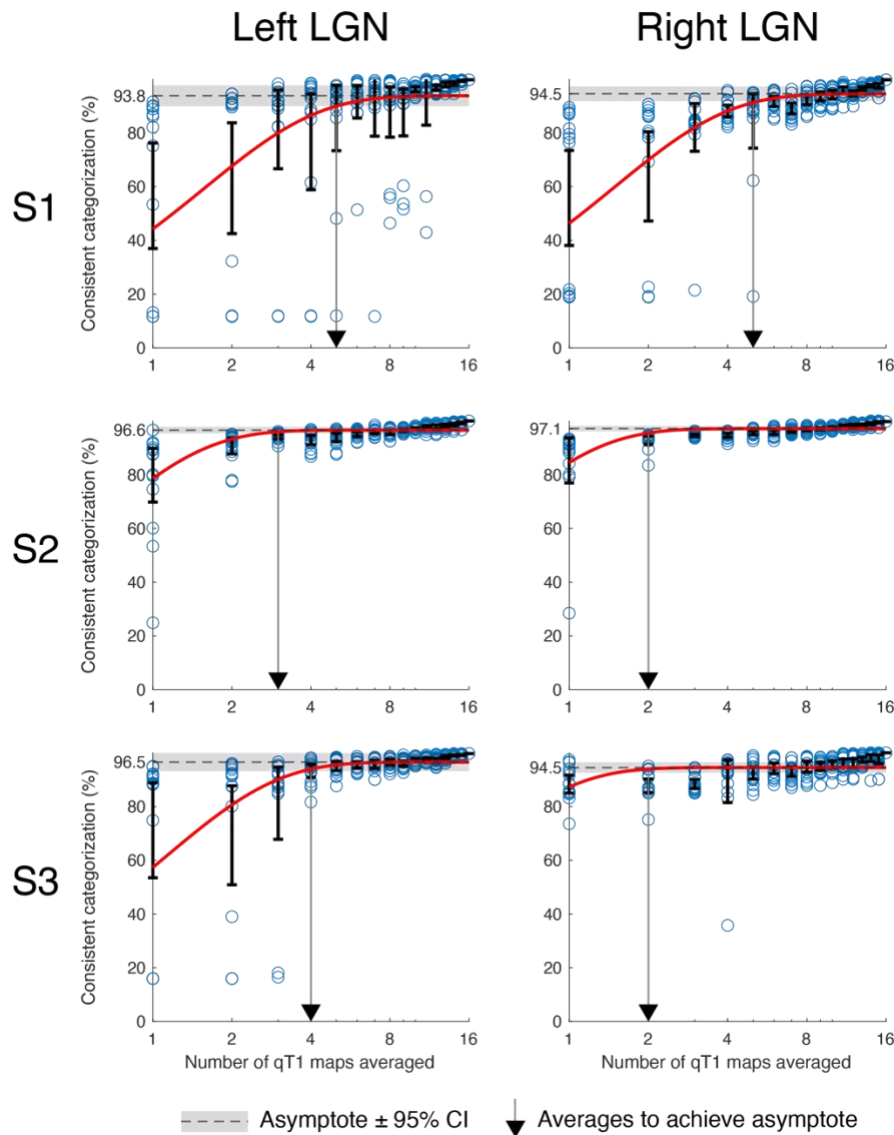 Left LGN Right LGN
S1
Consistent categorization (%)
93.8
80
60
40
20
0
1 2 4 8 16
94.5
80
60
40
20
0
1 2 4 8 16
S2
Consistent categorization (%)
96.6
80
60
40
20
0
1 2 4 8 16
97.1
80
60
40
20
0
1 2 4 8 16
S3
Consistent categorization (%)
96.5
80
60
40
20
0
1 2 4 8 16
Number of qT1 maps averaged
94.5
80
60
40
20
0
1 2 4 8 16
Number of qT1 maps averaged
Asymptote ± 95% CI Averages to achieve asymptote